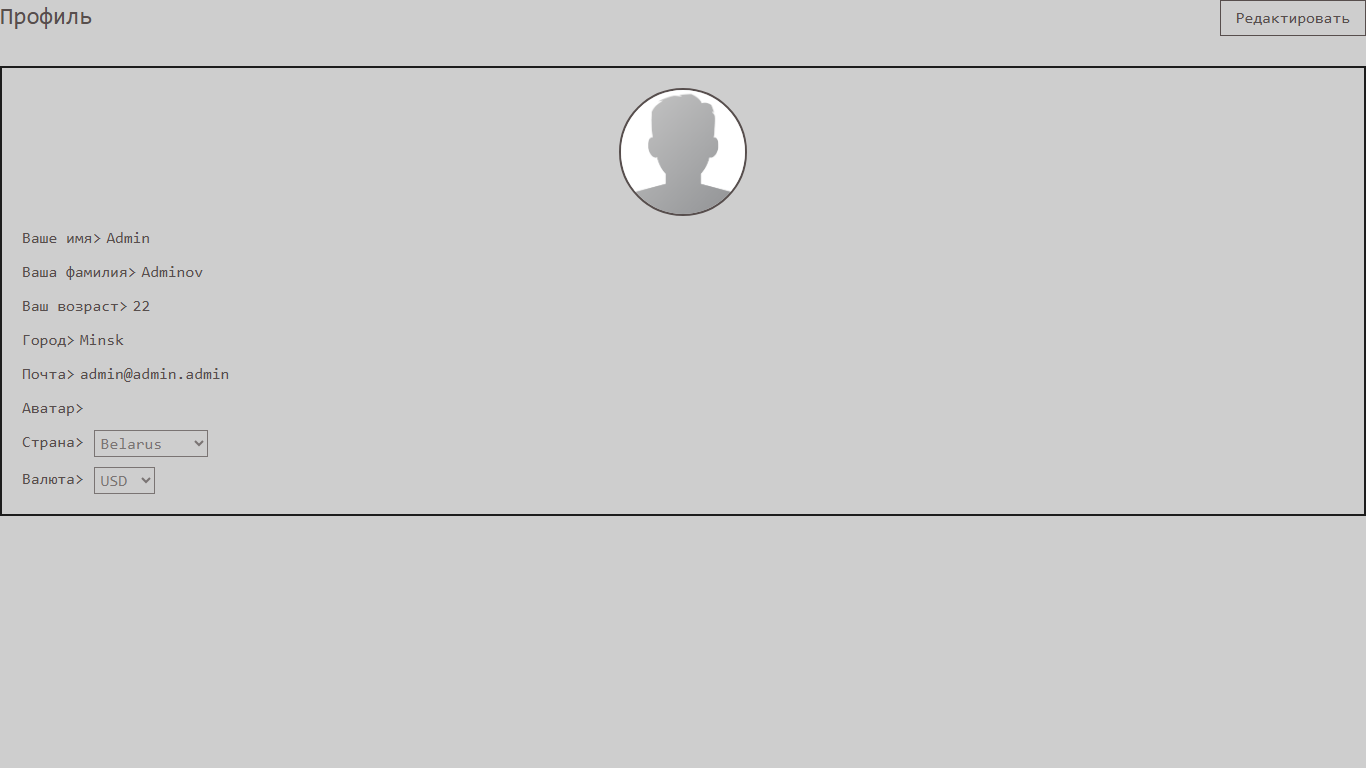 Профиль
Редактировать
Ваше имя> Admin
Ваша фамилия> Adminov
Ваш возраст> 22
Город> Minsk
Почта> admin@admin.admin
Аватар>
Страна> Belarus
Валюта> USD